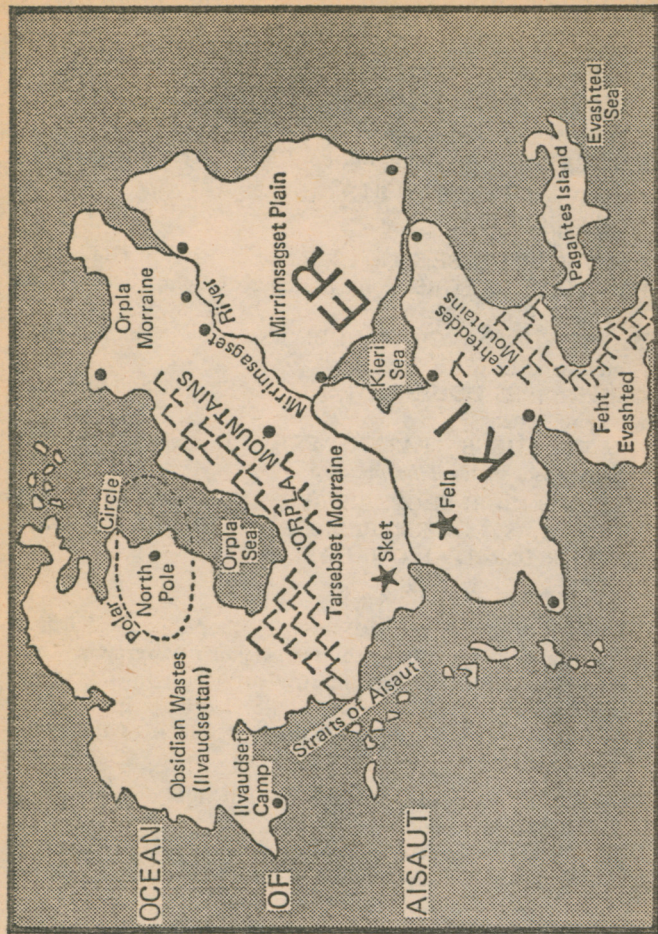 OCEAN
OF
AISAUT
Obsidian Wastes
(Ilvaudsettan)
Ilvaudset
Camp
Polar
Circle
North
Pole
Orpla
Sea
Straits of Aisaut
ORPLA
MOUNTAINS
Tarsebset Morraine
Sket
Orpla
Morraine
Mirrimsagset
River
Mirrimsagset Plain
ER
Kieri
Sea
KI
Feln
Fehteddes
Mountains
Feht
Evashted
Pagahtes Island
Evashted
Sea